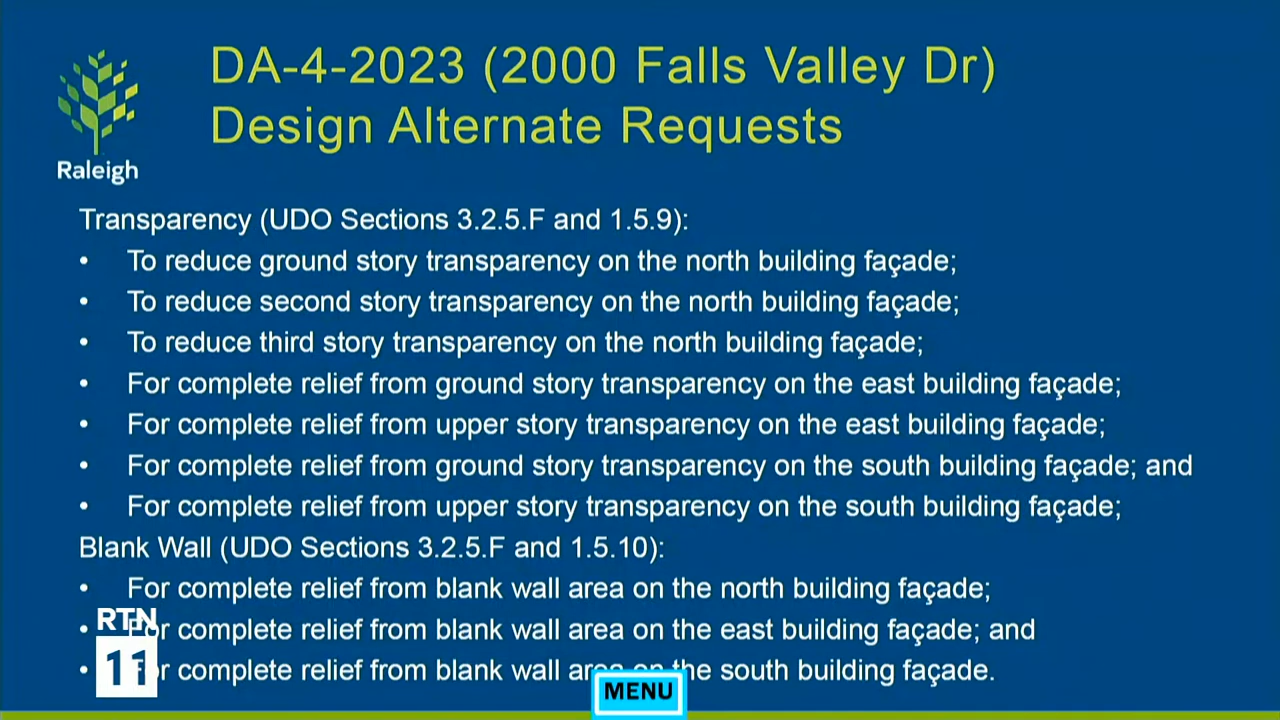 DA-4-2023 (2000 Falls Valley Dr)
Design Alternate Requests
Raleigh
Transparency (UDO Sections 3.2.5.F and 1.5.9):
• To reduce ground story transparency on the north building façade;
• To reduce second story transparency on the north building façade;
• To reduce third story transparency on the north building façade;
• For complete relief from ground story transparency on the east building façade;
• For complete relief from upper story transparency on the east building façade;
• For complete relief from ground story transparency on the south building façade; and
• For complete relief from upper story transparency on the south building façade;
Blank Wall (UDO Sections 3.2.5.F and 1.5.10):
• For complete relief from blank wall area on the north building façade;
• For complete relief from blank wall area on the east building façade; and
• For complete relief from blank wall area on the south building façade.
RTN
11
MENU